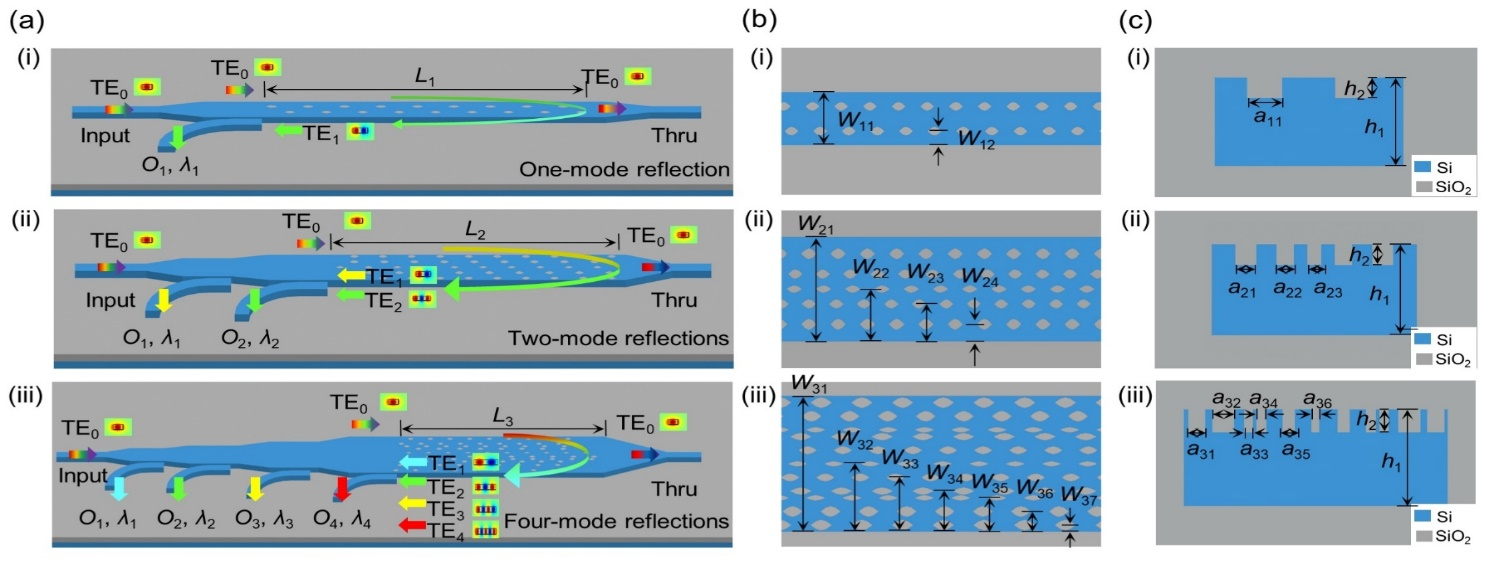 (a)
(i)
TE₀
TE₀
L₁
TE₀
Input
TE₁
Thru
O₁, λ₁
One-mode reflection
(ii)
TE₀
TE₀
L₂
TE₀
Input
TE₁
TE₂
Thru
O₁, λ₁
O₂, λ₂
Two-mode reflections
(iii)
TE₀
TE₀
L₃
TE₀
Input
TE₁
TE₂
TE₃
TE₄
Thru
O₁, λ₁
O₂, λ₂
O₃, λ₃
O₄, λ₄
Four-mode reflections
(b)
(i)
W₁₁
W₁₂
(ii)
W₂₁
W₂₂
W₂₃
W₂₄
(iii)
W₃₁
W₃₂
W₃₃
W₃₄
W₃₅
W₃₆
W₃₇
(c)
(i)
a₁₁
h₂
h₁
Si
SiO₂
(ii)
a₂₁
a₂₂
a₂₃
h₂
h₁
Si
SiO₂
(iii)
a₃₂
a₃₄
a₃₆
a₃₁
a₃₃
a₃₅
h₂
h₁
Si
SiO₂